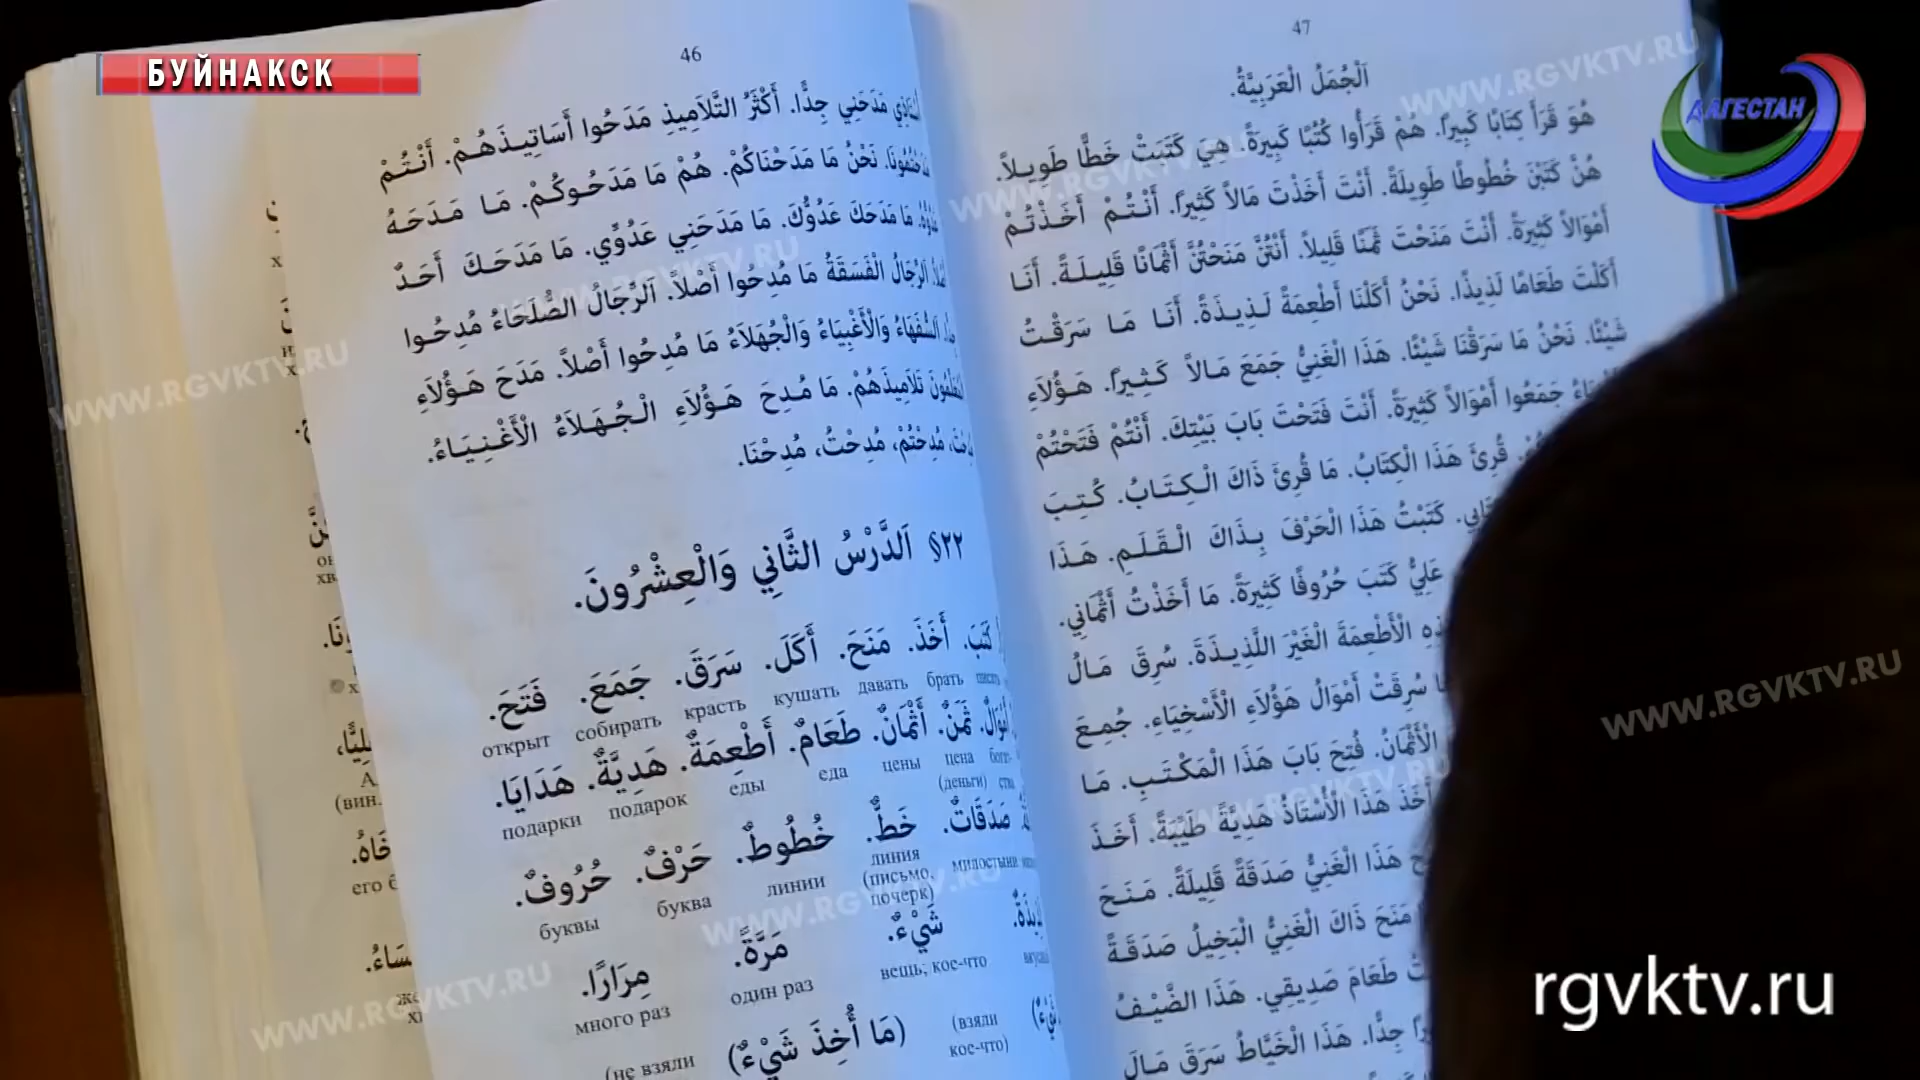 БУЙНАКСК
ДАГЕСТАН
46
مَدَحَنِي جِدًّا. أَكْثَرُ التَّلَامِيذِ مَدَحُوا أَسَاتِيذَهُمْ. أَنْتُمْ
نَحْنُ مَا مَدَحْنَاكُمْ. هُمْ مَا مَدَحُوكُمْ. مَا مَدَحَهُ
مَا مَدَحَكَ عَدُوُّكَ. مَا مَدَحَنِي عَدُوِّي. مَا مَدَحَكَ أَحَدٌ
اَلرِّجَالُ الْفَسَقَةُ مَا مُدِحُوا أَصْلاً. اَلرِّجَالُ الصُّلَحَاءُ مُدِحُوا
اَلسُّفَهَاءُ وَالْأَغْبِيَاءُ وَالْجُهَلَاءُ مَا مُدِحُوا أَصْلاً. مَدَحَ هَؤُلَاءِ
تَلَامِيذَهُمْ. مَا مُدِحَ هَؤُلَاءِ الْجُهَلَاءُ الْأَغْنِيَاءُ.
مُدِحْتُمْ، مُدِحْتُ، مُدِحْنَا.
§٢٢ اَلدَّرْسُ الثَّانِي وَالْعِشْرُونَ.
كَتَبَ. أَخَذَ. مَنَحَ. أَكَلَ. سَرَقَ. جَمَعَ. فَتَحَ.
открыт собирать красть кушать давать брать писать
ثَمَنٌ. أَثْمَانٌ. طَعَامٌ. أَطْعِمَةٌ. هَدِيَّةٌ. هَدَايَا.
подарки подарок еды еда цены цена
(деньги)
صَدَقَاتٌ. خَطٌّ. خُطُوطٌ. حَرْفٌ. حُرُوفٌ.
буквы буква линии линия (письмо, почерк) милостыни
شَيْءٌ. مَرَّةً. مِرَارًا.
много раз один раз вещь; кое-что
(مَا أُخِذَ شَيْءٌ)
(не взяли (взяли кое-что)
47
اَلْجُمَلُ الْعَرَبِيَّةُ.
هُوَ قَرَأَ كِتَابًا كَبِيرًا. هُمْ قَرَأُوا كُتُبًا كَبِيرَةً. هِيَ كَتَبَتْ خَطًّا طَوِيلاً.
هُنَّ كَتَبْنَ خُطُوطًا طَوِيلَةً. أَنْتَ أَخَذْتَ مَالاً كَثِيرًا. أَنْتُمْ أَخَذْتُمْ
أَمْوَالاً كَثِيرَةً. أَنْتَ مَنَحْتَ ثَمَنًا قَلِيلاً. أَنْتُنَّ مَنَحْتُنَّ أَثْمَانًا قَلِيلَةً. أَنَا
أَكَلْتُ طَعَامًا لَذِيذًا. نَحْنُ أَكَلْنَا أَطْعِمَةً لَذِيذَةً. أَنَا مَا سَرَقْتُ
شَيْئًا. نَحْنُ مَا سَرَقْنَا شَيْئًا. هَذَا الْغَنِيُّ جَمَعَ مَالاً كَثِيرًا. هَؤُلَاءِ
جَمَعُوا أَمْوَالاً كَثِيرَةً. أَنْتَ فَتَحْتَ بَابَ بَيْتِكَ. أَنْتُمْ فَتَحْتُمْ
قُرِئَ هَذَا الْكِتَابُ. مَا قُرِئَ ذَاكَ الْكِتَابُ. كُتِبَ
كَتَبْتُ هَذَا الْحَرْفَ بِذَاكَ الْقَلَمِ. هَذَا
عَلِيٌّ كَتَبَ حُرُوفًا كَثِيرَةً. مَا أَخَذْتُ أَثْمَانِي.
الْأَطْعِمَةَ الْغَيْرَ اللَّذِيذَةَ. سُرِقَ مَالُ
سُرِقَتْ أَمْوَالُ هَؤُلَاءِ الْأَسْخِيَاءِ. جُمِعَ
الْأَثْمَانُ. فُتِحَ بَابُ هَذَا الْمَكْتَبِ. مَا
أَخَذَ هَذَا الْأُسْتَاذُ هَدِيَّةً طَيِّبَةً. أَخَذَ
هَذَا الْغَنِيُّ صَدَقَةً قَلِيلَةً. مَنَحَ
مَنَحَ ذَاكَ الْغَنِيُّ الْبَخِيلُ صَدَقَةً
طَعَامَ صَدِيقِي. هَذَا الضَّيْفُ
جِدًّا. هَذَا الْخَيَّاطُ سَرَقَ مَالَ
rgvktv.ru
WWW.RGVKTV.RU